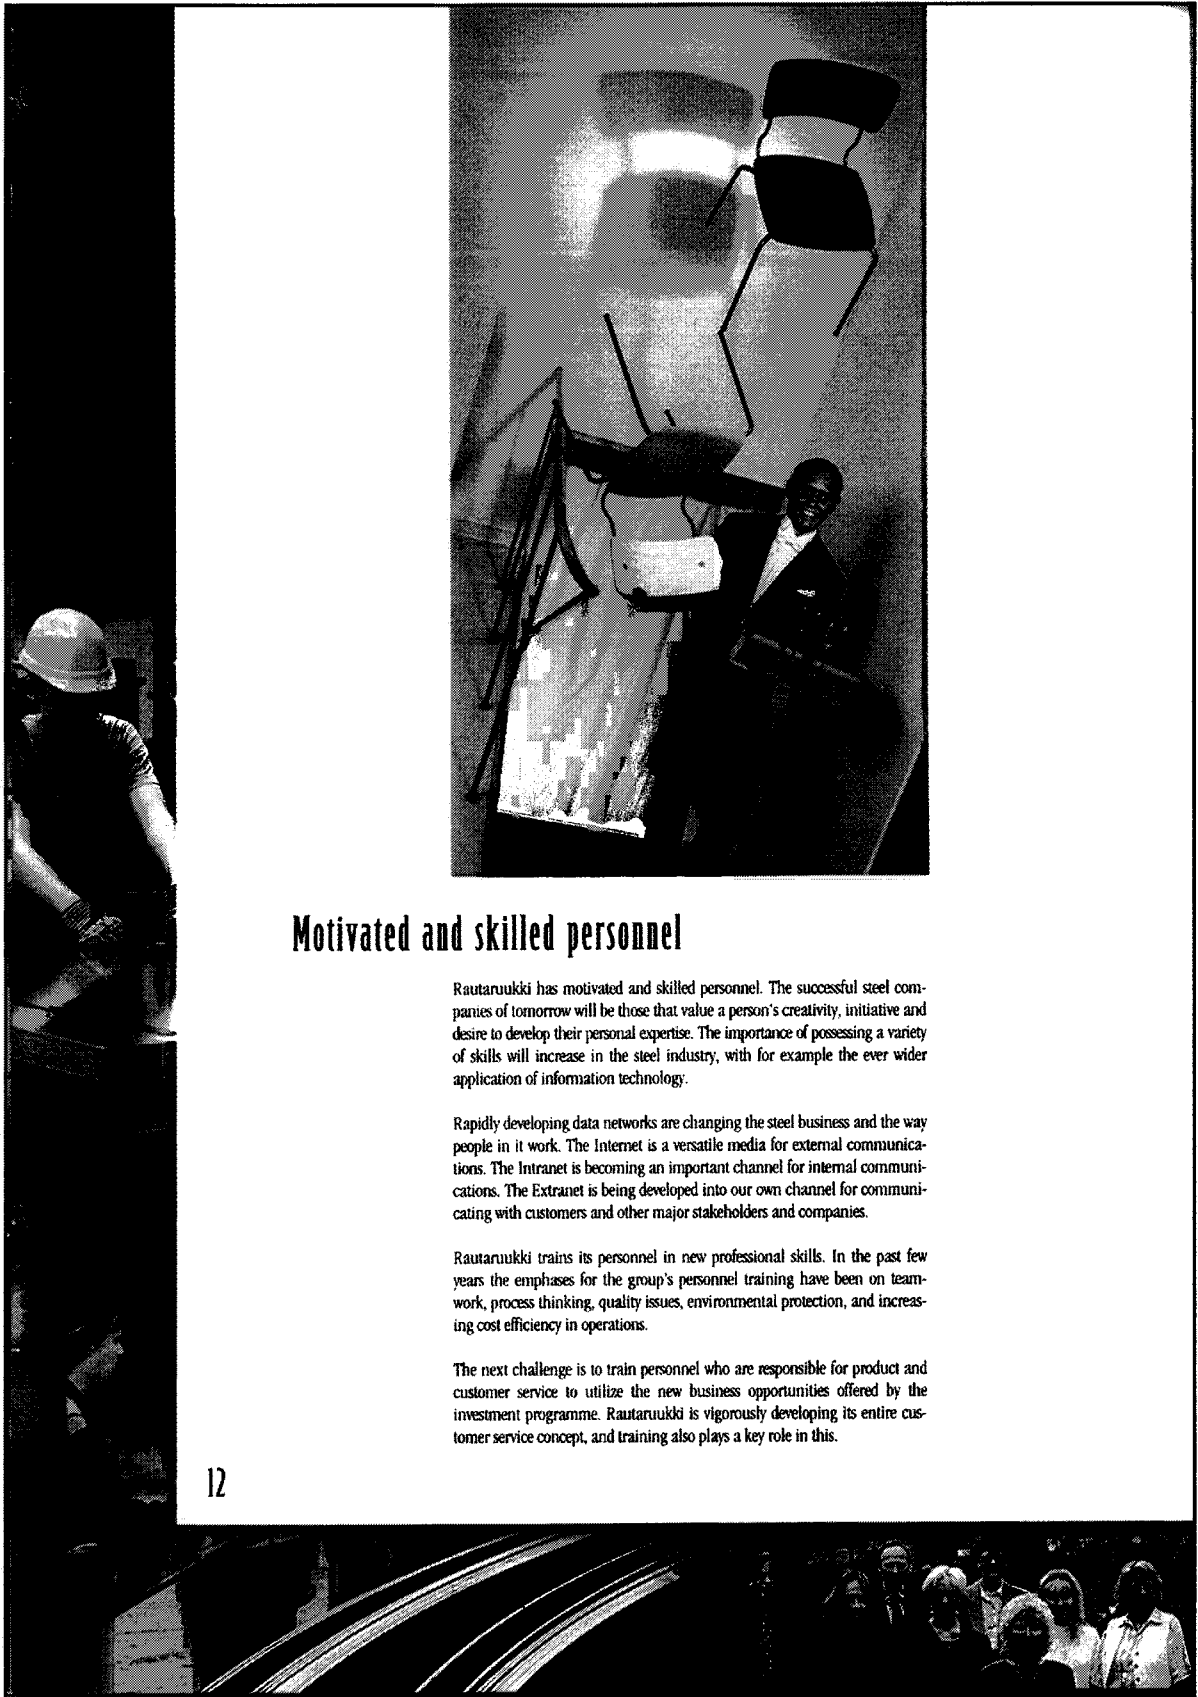 Motivated and skilled personnel
Rautaruukki has motivated and skilled personnel. The successful steel com-
panies of tomorrow will be those that value a person's creativity, initiative and
desire to develop their personal expertise. The importance of possessing a variety
of skills will increase in the steel industry, with for example the ever wider
application of information technology.
Rapidly developing data networks are changing the steel business and the way
people in it work. The Internet is a versatile media for external communica-
tions. The Intranet is becoming an important channel for internal communi-
cations. The Extranet is being developed into our own channel for communi-
cating with customers and other major stakeholders and companies.
Rautaruukki trains its personnel in new professional skills. In the past few
years the emphases for the group's personnel training have been on team-
work, process thinking, quality issues, environmental protection, and increas-
ing cost efficiency in operations.
The next challenge is to train personnel who are responsible for product and
customer service to utilize the new business opportunities offered by the
investment programme. Rautaruukki is vigorously developing its entire cus-
tomer service concept, and training also plays a key role in this.
12